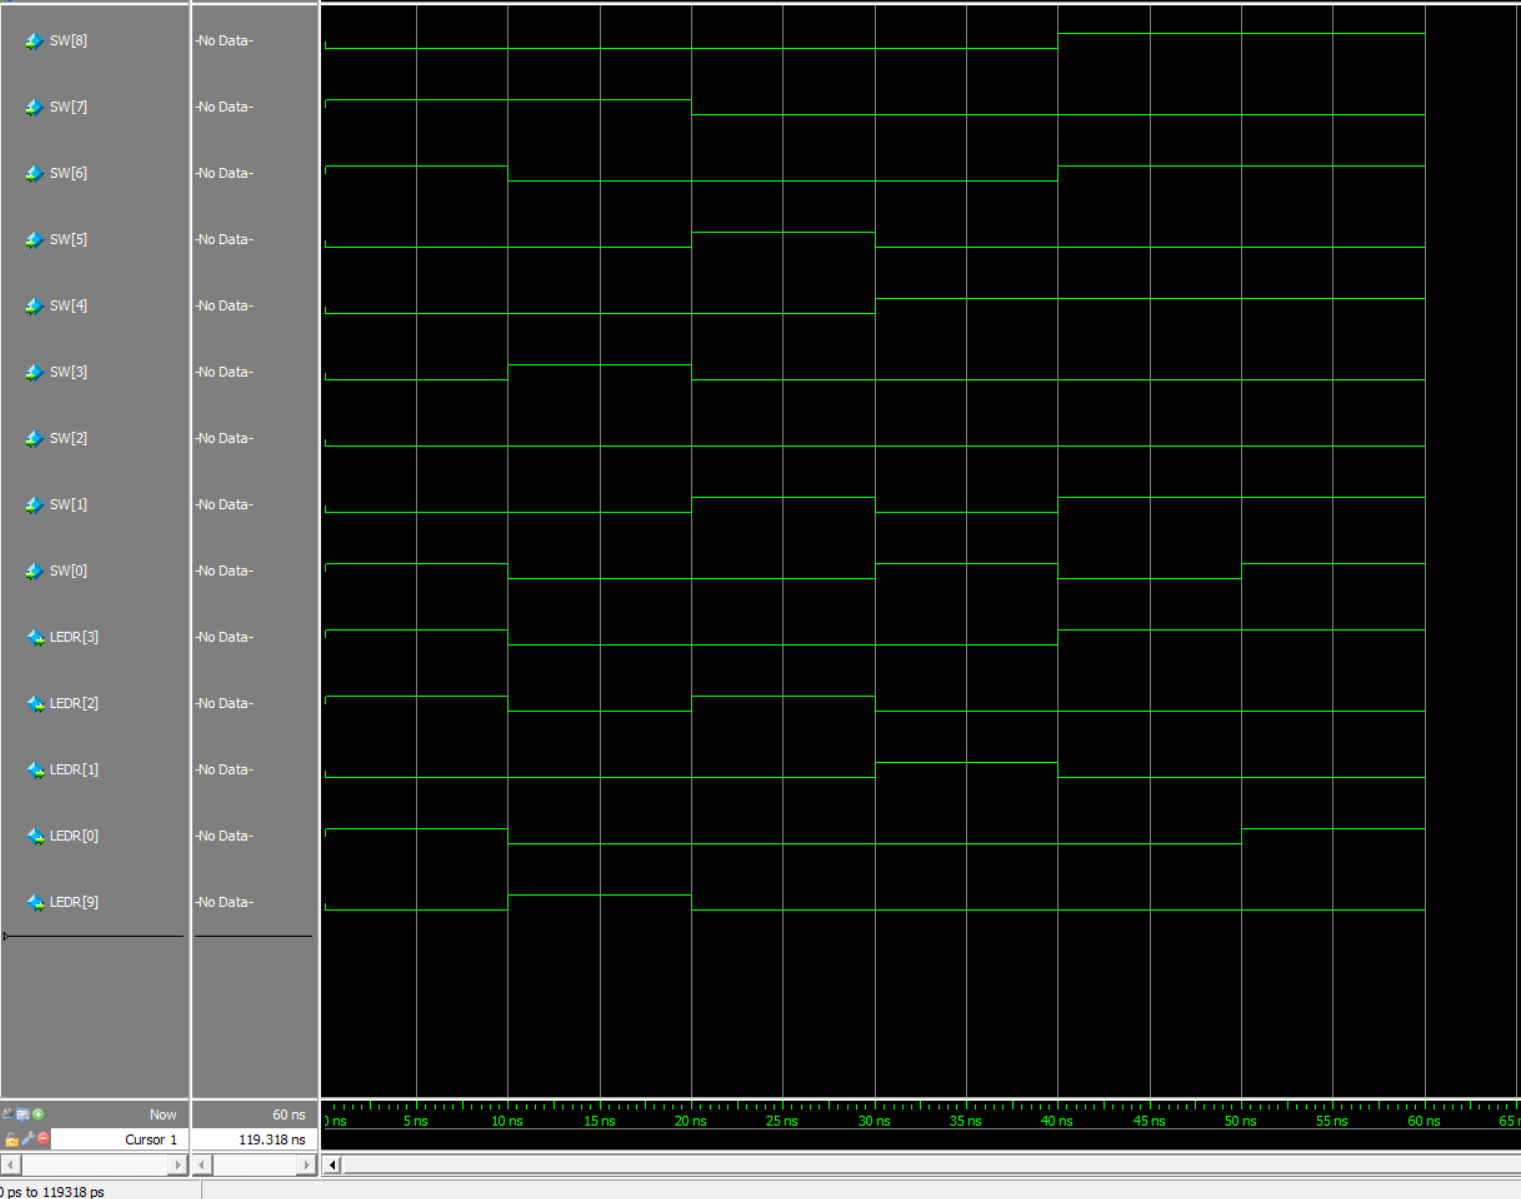 SW[8] -No Data-
SW[7] -No Data-
SW[6] -No Data-
SW[5] -No Data-
SW[4] -No Data-
SW[3] -No Data-
SW[2] -No Data-
SW[1] -No Data-
SW[0] -No Data-
LEDR[3] -No Data-
LEDR[2] -No Data-
LEDR[1] -No Data-
LEDR[0] -No Data-
LEDR[9] -No Data-
Now 60 ns
ns 5 ns 10 ns 15 ns 20 ns 25 ns 30 ns 35 ns 40 ns 45 ns 50 ns 55 ns 60 ns 65
Cursor 1 119.318 ns
ps to 119318 ps